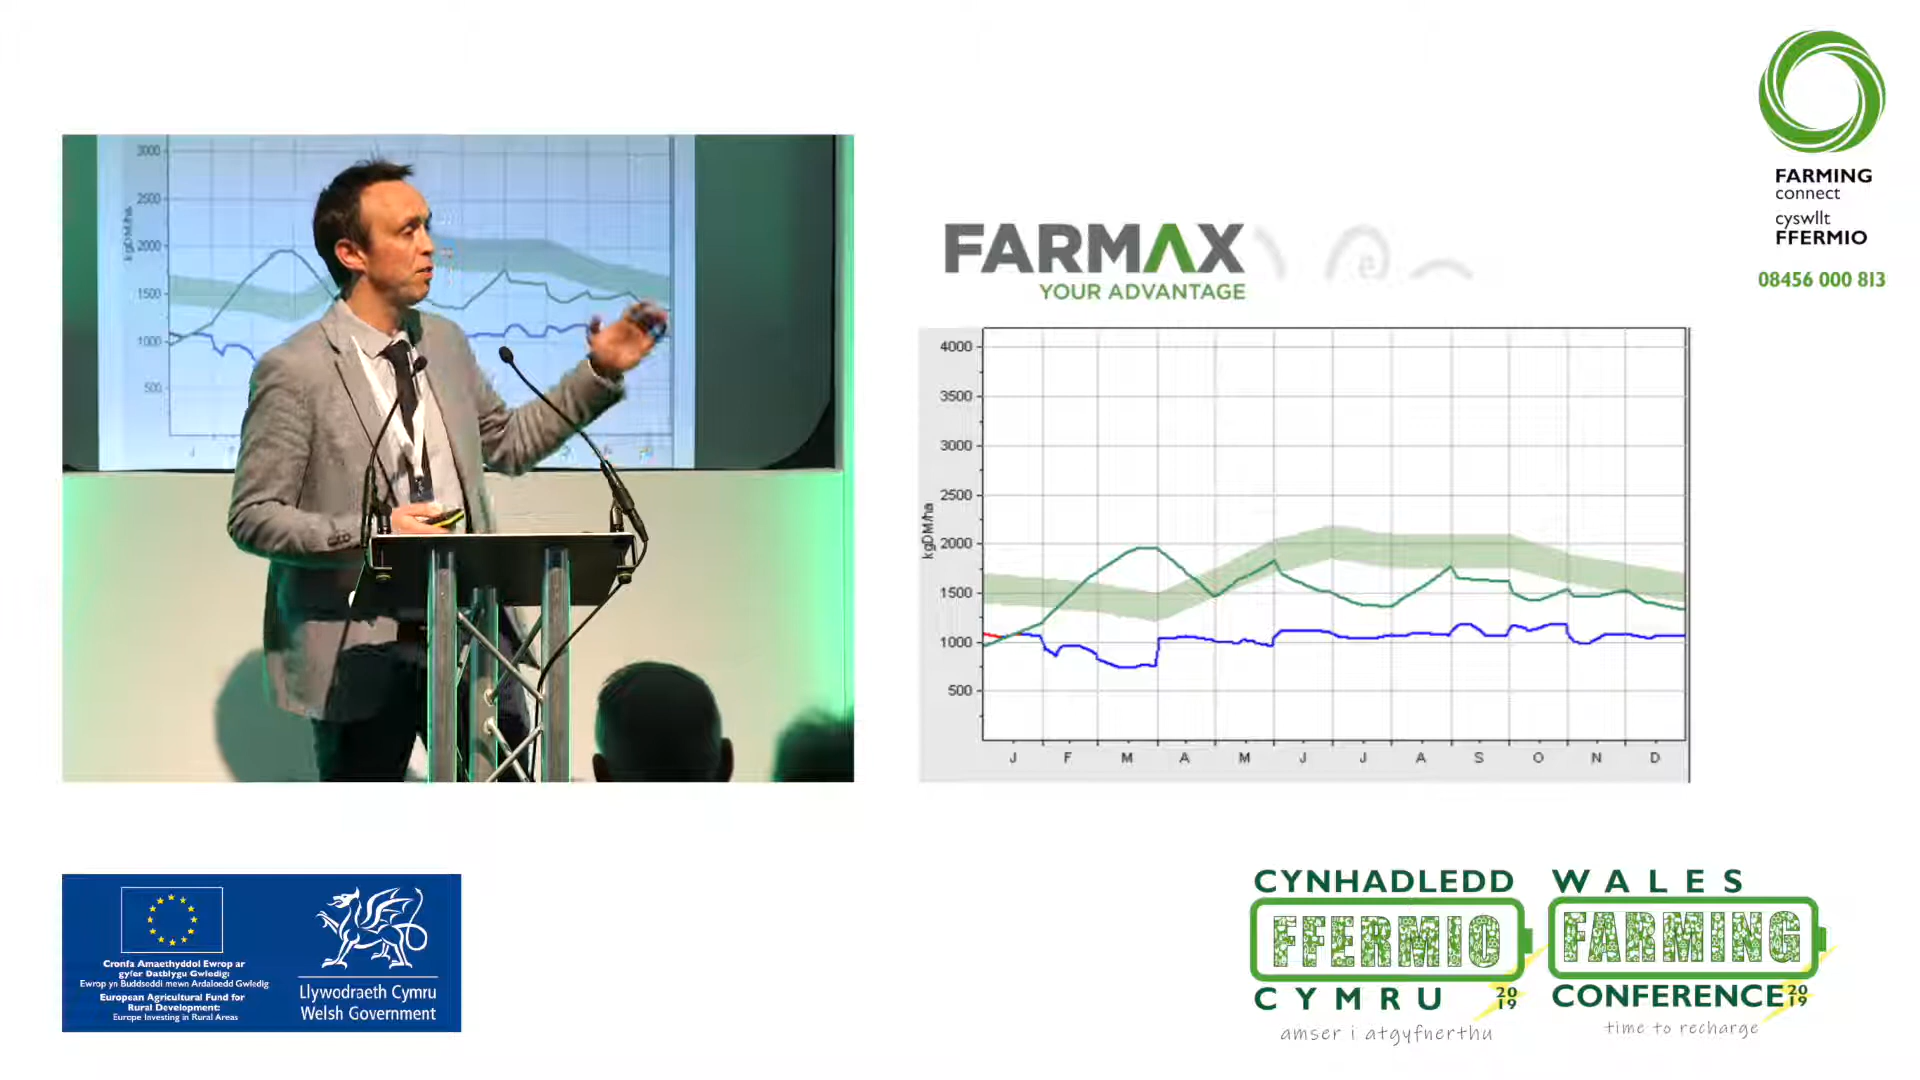 FARMING
connect
cyswllt
FFERMIO
08456 000 813
3000
2500
2000
1500
1000
500
kgDM/ha
FARMAX
YOUR ADVANTAGE
4000
3500
3000
2500
2000
1500
1000
500
kgDM/ha
J F M A M J J A S O N D
Cronfa Amaethyddol Ewrop ar
gyfer Datblygu Gwledig:
Ewrop yn Buddsoddi mewn Ardaloedd Gwledig
European Agricultural Fund for
Rural Development:
Europe Investing in Rural Areas
Llywodraeth Cymru
Welsh Government
CYNHADLEDD
FFERMIO
CYMRU 2019
amser i atgyfnerthu
WALES
FARMING
CONFERENCE 2019
time to recharge